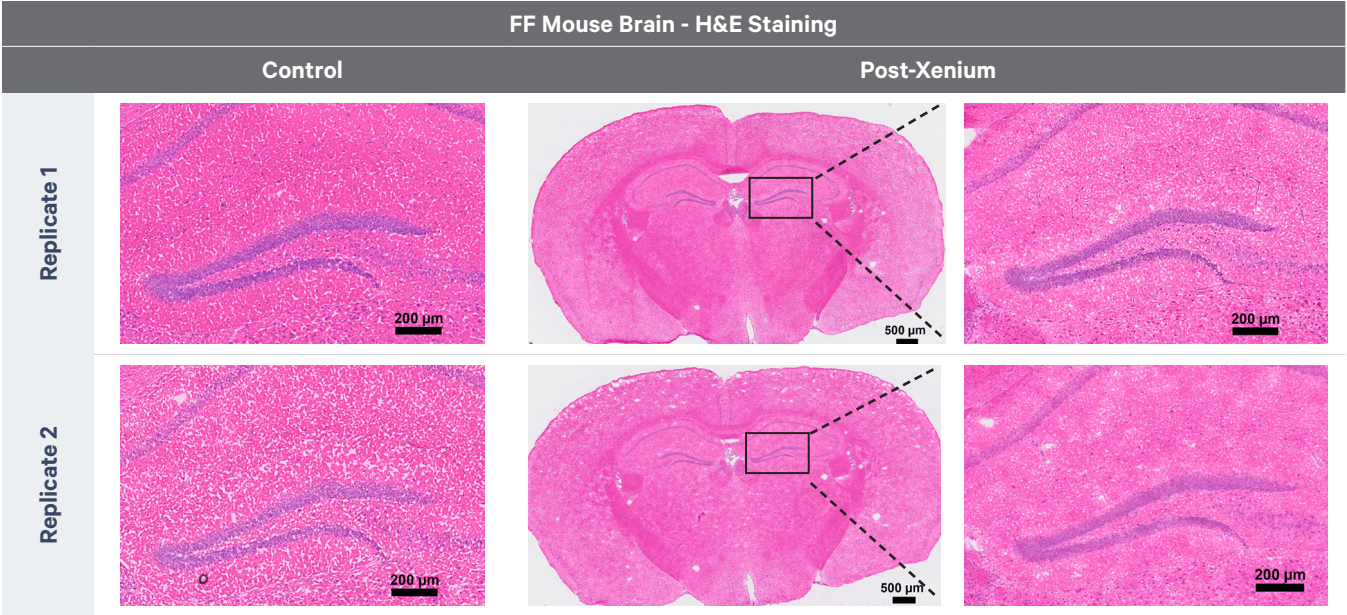 FF Mouse Brain - H&E Staining
Control
Post-Xenium
Replicate 1
200 µm
500 µm
200 µm
Replicate 2
200 µm
500 µm
200 µm